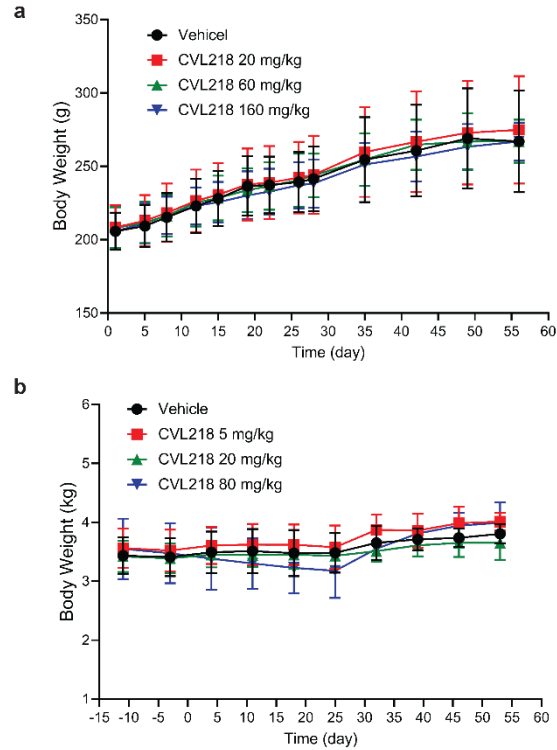 a
Vehicel
CVL218 20 mg/kg
CVL218 60 mg/kg
CVL218 160 mg/kg
Body Weight (g)
350
300
250
200
150
0 5 10 15 20 25 30 35 40 45 50 55 60
Time (day)
b
Vehicle
CVL218 5 mg/kg
CVL218 20 mg/kg
CVL218 80 mg/kg
Body Weight (kg)
6
5
4
3
1
-15 -10 -5 0 5 10 15 20 25 30 35 40 45 50 55 60
Time (day)